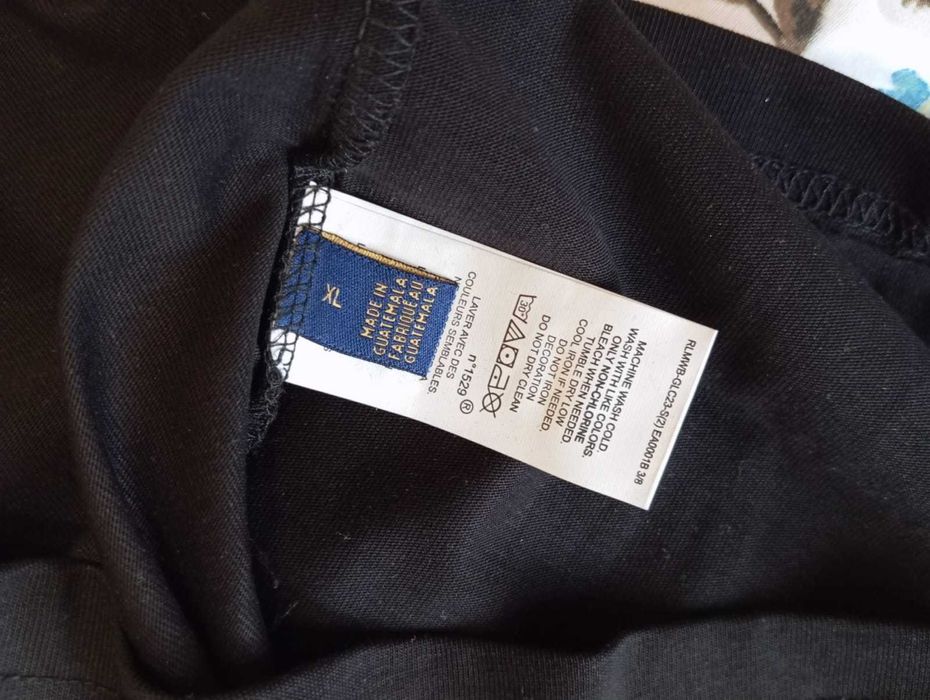 XL
MADE IN
GUATEMALA
FABRIQUE AU
GUATEMALA
RLMWB-GLC23-S(2) EA0001B 3/8
MACHINE WASH COLD.
WASH WITH LIKE COLORS.
ONLY NON-CHLORINE
BLEACH WHEN NEEDED
TUMBLE DRY LOW
COOL IRON IF NEEDED.
DO NOT IRON
DECORATION
DO NOT DRY CLEAN
30°
n°1529 ®
LAVER AVEC DES
COULEURS SEMBLABLES.